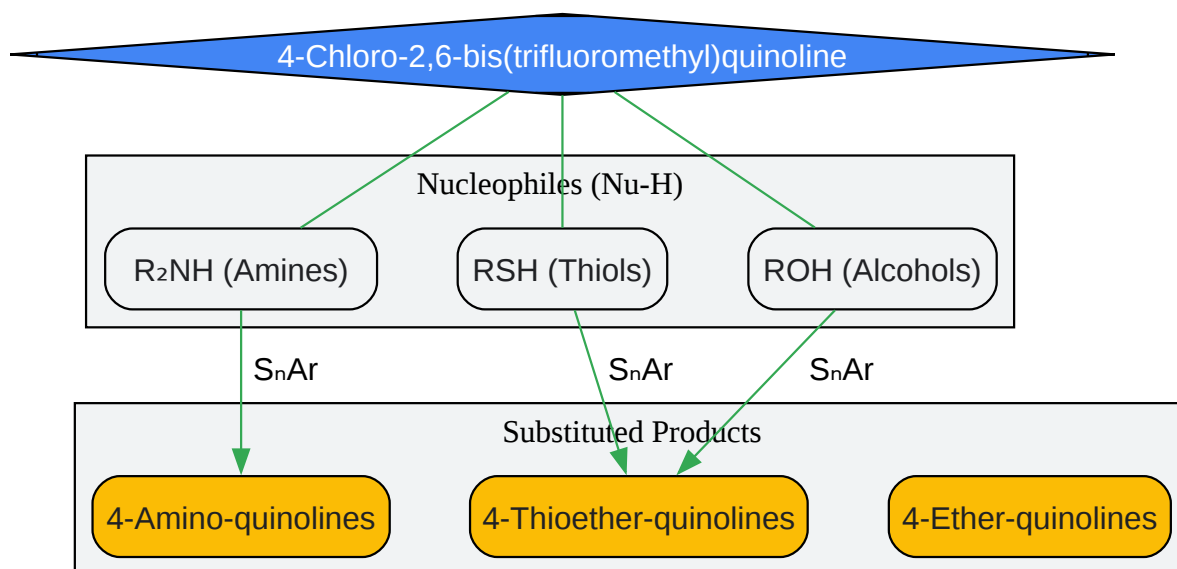 4-Chloro-2,6-bis(trifluoromethyl)quinoline
Nucleophiles (Nu-H)
R₂NH (Amines)
RSH (Thiols)
ROH (Alcohols)
SₙAr
SₙAr
SₙAr
Substituted Products
4-Amino-quinolines
4-Thioether-quinolines
4-Ether-quinolines